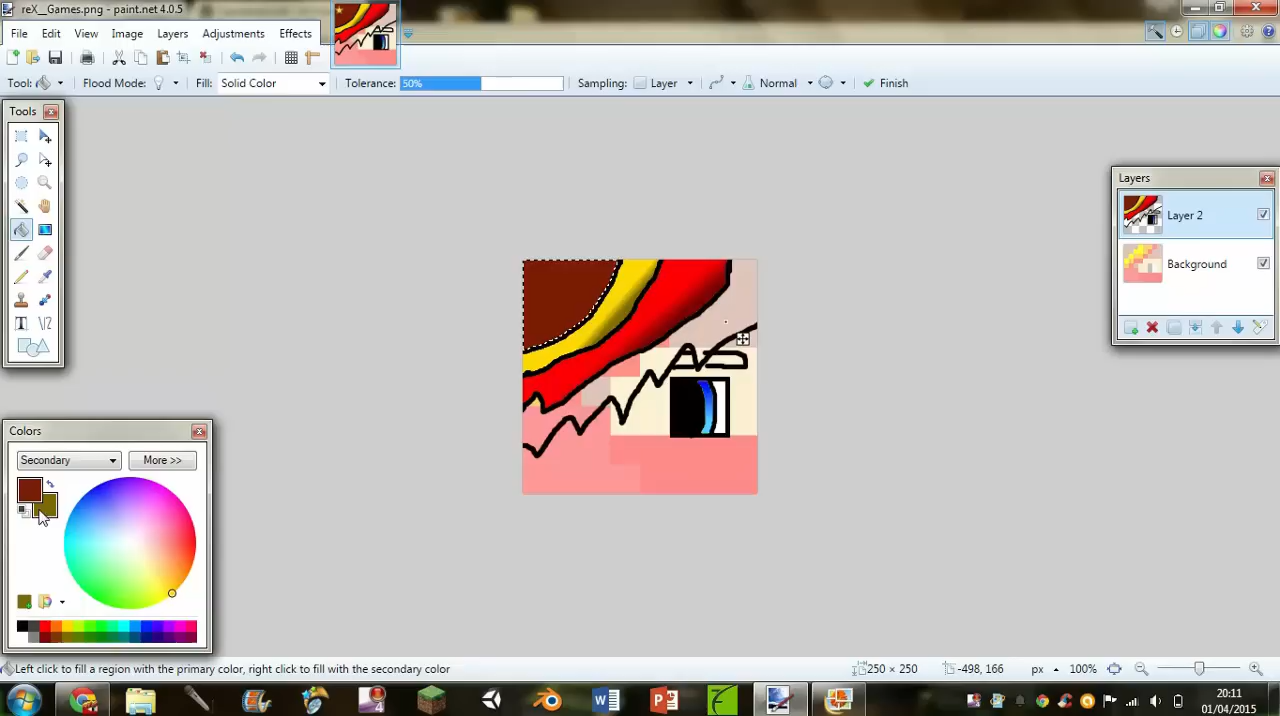 reX__Games.png - paint.net 4.0.5
File Edit View Image Layers Adjustments Effects
Tool: Flood Mode: Fill: Solid Color Tolerance: 50% Sampling: Layer Normal Finish
Tools
Layers
Layer 2
Background
Colors
Secondary More >>
Left click to fill a region with the primary color, right click to fill with the secondary color 250 × 250 -498, 166 px 100%
20:11
01/04/2015